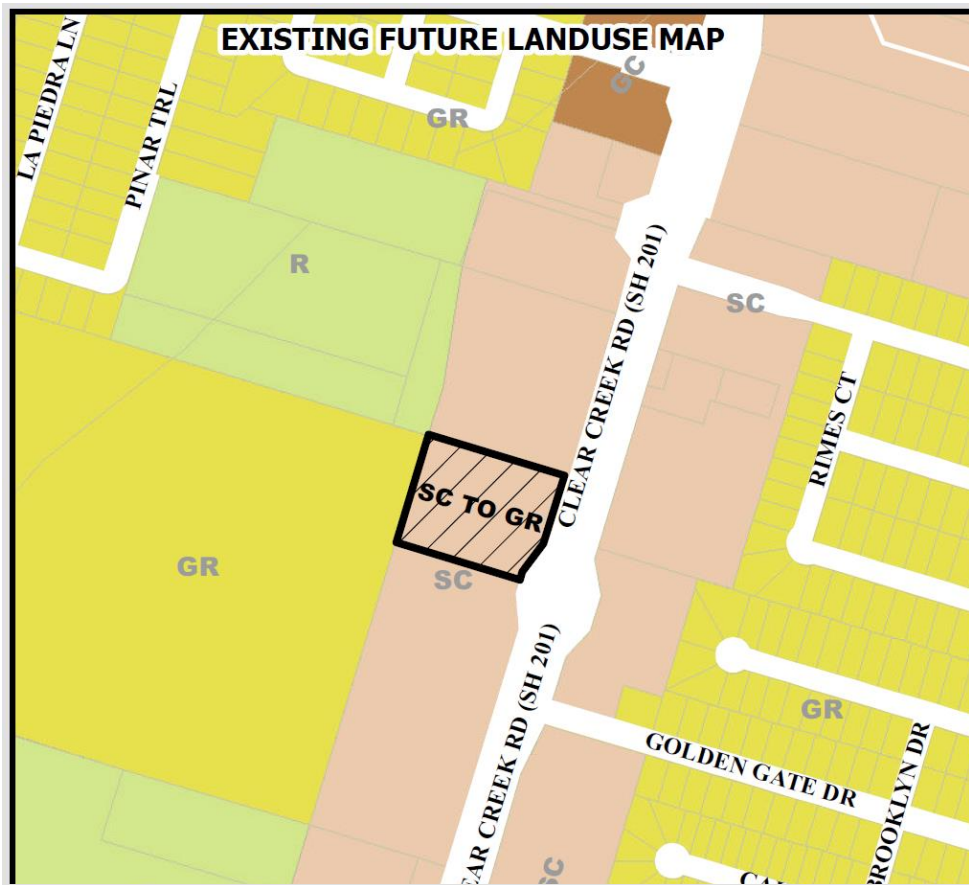 EXISTING FUTURE LANDUSE MAP
LA PIEDRA LN
PINAR TRL
GR
GC
R
SC
CLEAR CREEK RD (SH 201)
RIMES CT
SC TO GR
GR
SC
GR
GOLDEN GATE DR
BROOKLYN DR
EAR CREEK RD (SH 201)
SC